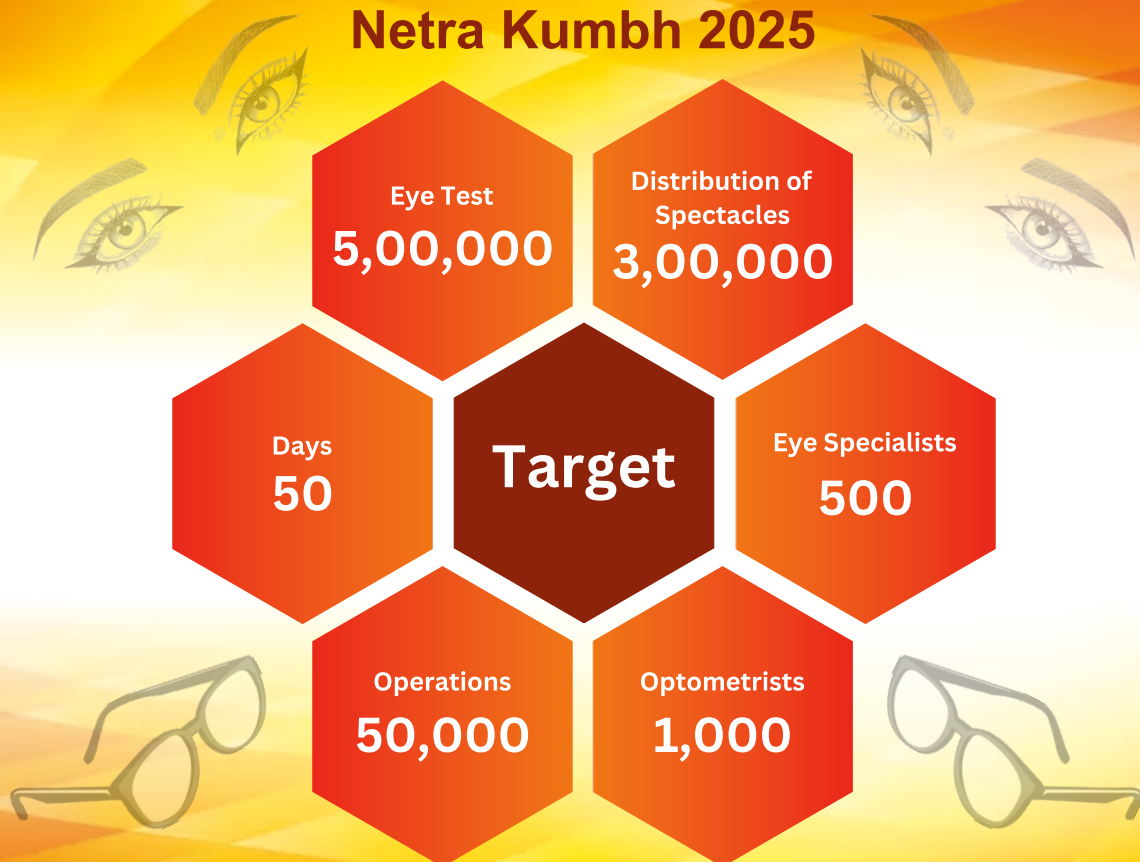 Netra Kumbh 2025
Eye Test
5,00,000
Distribution of
Spectacles
3,00,000
Days
50
Target
Eye Specialists
500
Operations
50,000
Optometrists
1,000